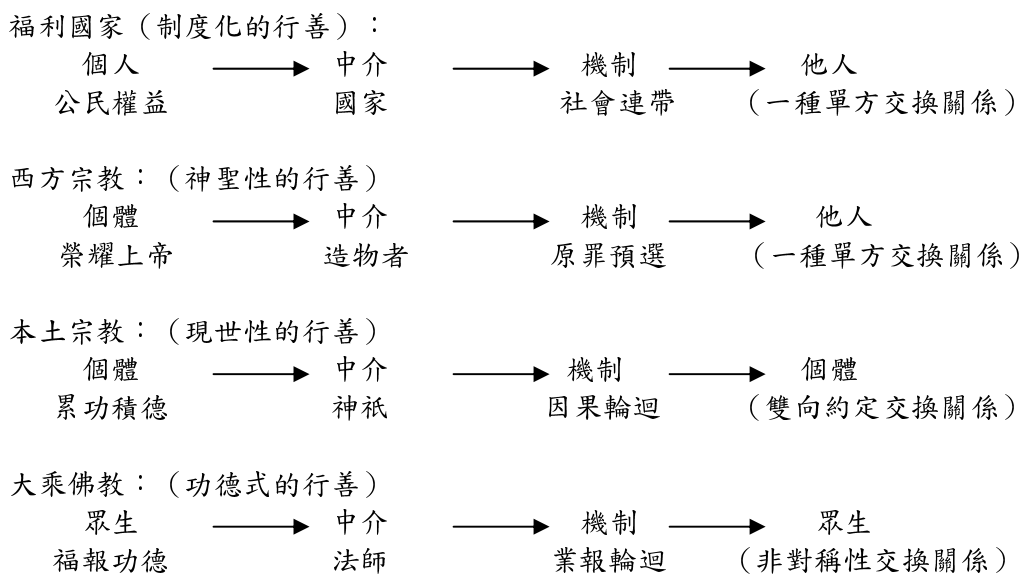 福利國家（制度化的行善）：
個人 → 中介 → 機制 → 他人
公民權益 國家 社會連帶 （一種單方交換關係）
西方宗教：（神聖性的行善）
個體 → 中介 → 機制 → 他人
榮耀上帝 造物者 原罪預選 （一種單方交換關係）
本土宗教：（現世性的行善）
個體 → 中介 → 機制 → 個體
累功積德 神祇 因果輪迴 （雙向約定交換關係）
大乘佛教：（功德式的行善）
眾生 → 中介 → 機制 → 眾生
福報功德 法師 業報輪迴 （非對稱性交換關係）